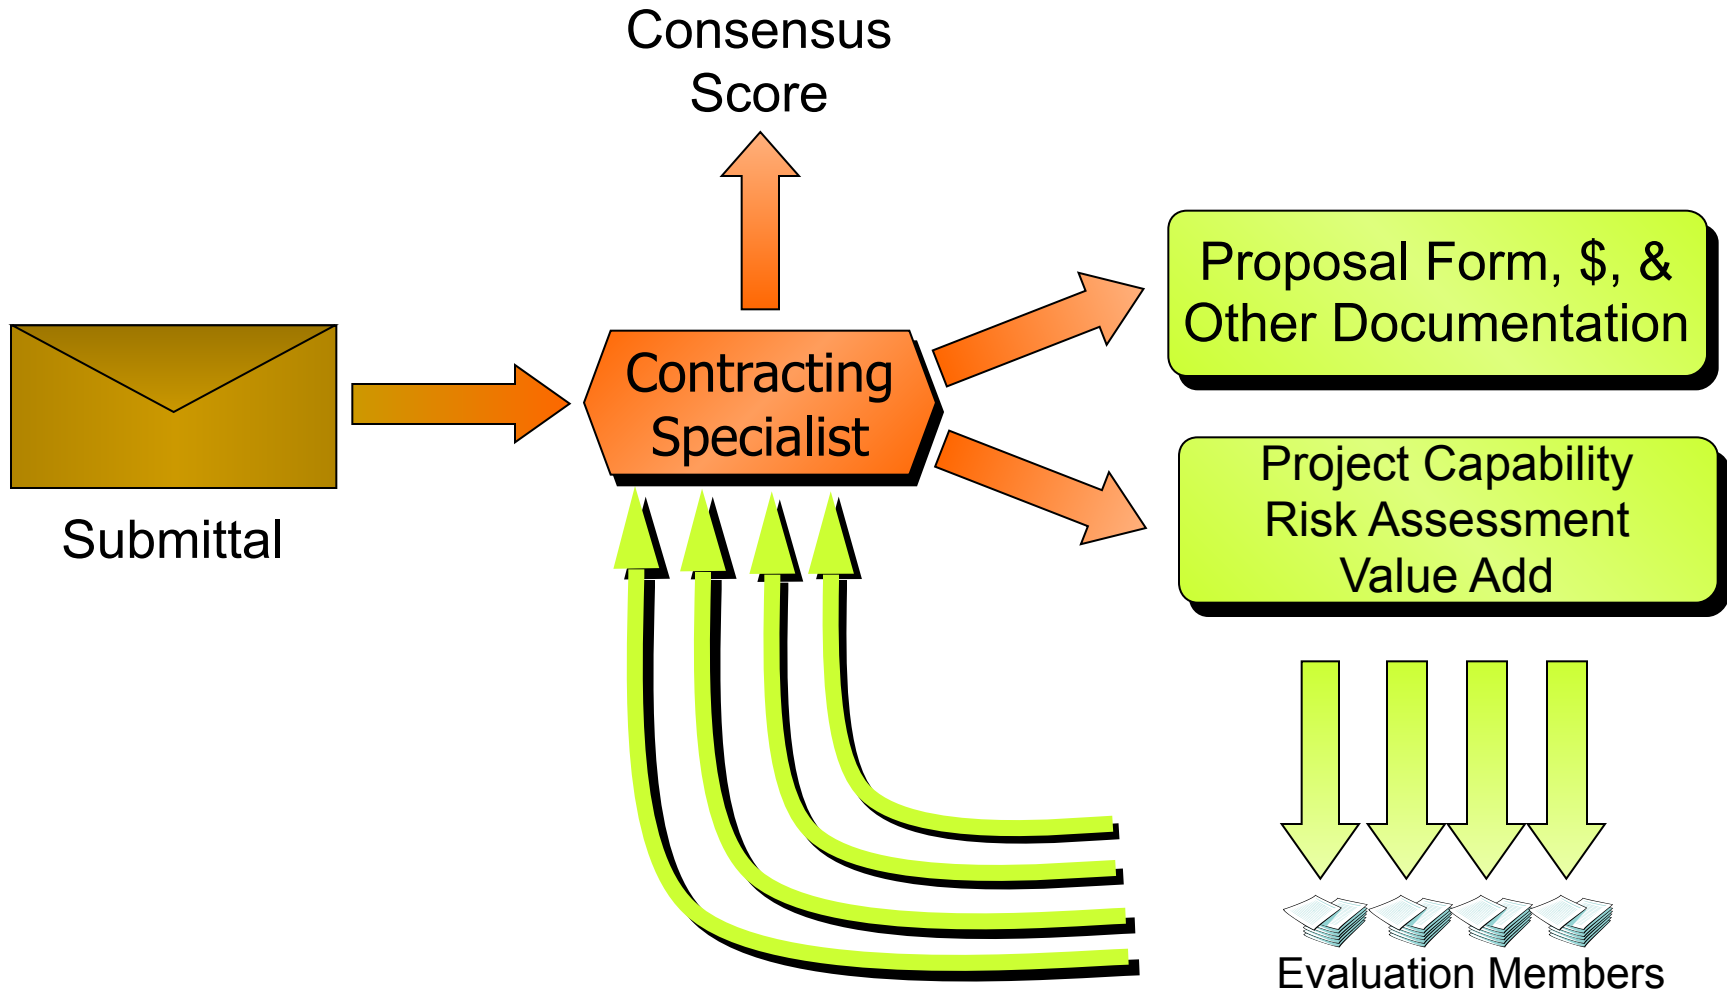 Consensus
Score
Proposal Form, $, &
Other Documentation
Contracting
Specialist
Submittal
Project Capability
Risk Assessment
Value Add
Evaluation Members